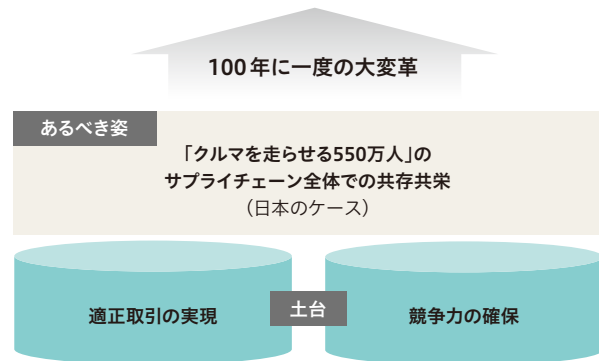 100年に一度の大変革
あるべき姿
「クルマを走らせる550万人」の
サプライチェーン全体での共存共栄
（日本のケース）
適正取引の実現
土台
競争力の確保